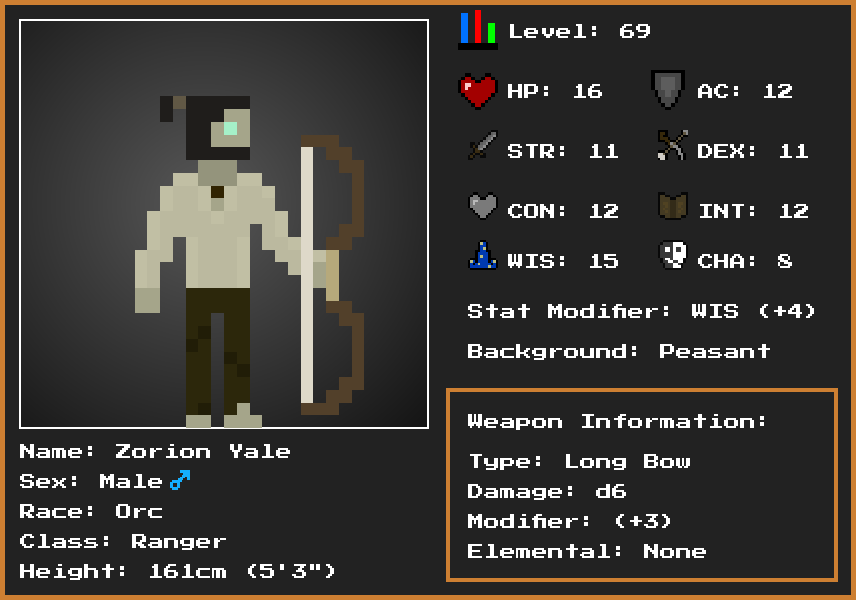 Level: 69
HP: 16 AC: 12
STR: 11 DEX: 11
CON: 12 INT: 12
WIS: 15 CHA: 8
Stat Modifier: WIS (+4)
Background: Peasant
Weapon Information:
Type: Long Bow
Damage: d6
Modifier: (+3)
Elemental: None
Name: Zorion Yale
Sex: Male ♂
Race: Orc
Class: Ranger
Height: 161cm (5'3")